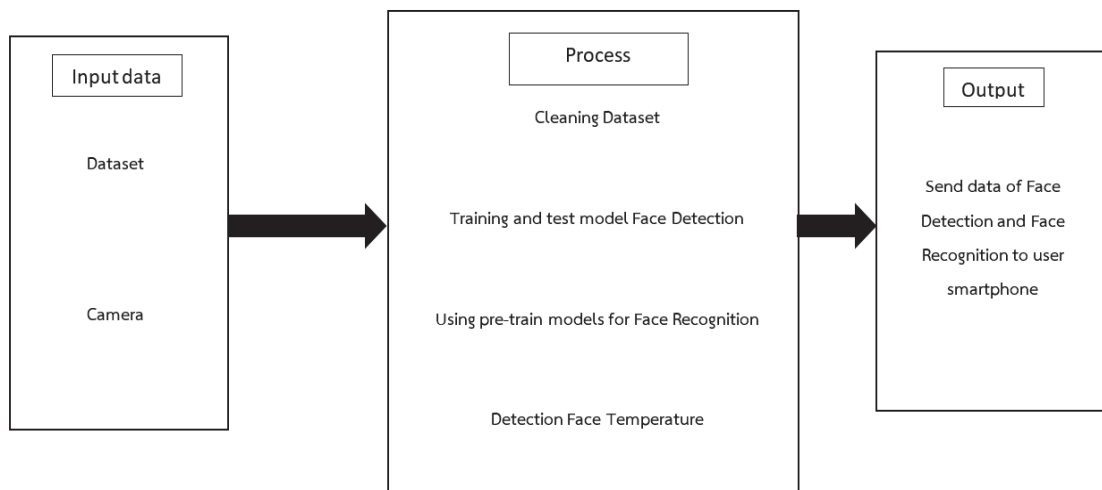 Input data
Dataset
Camera
Process
Cleaning Dataset
Training and test model Face Detection
Using pre-train models for Face Recognition
Detection Face Temperature
Output
Send data of Face
Detection and Face
Recognition to user
smartphone